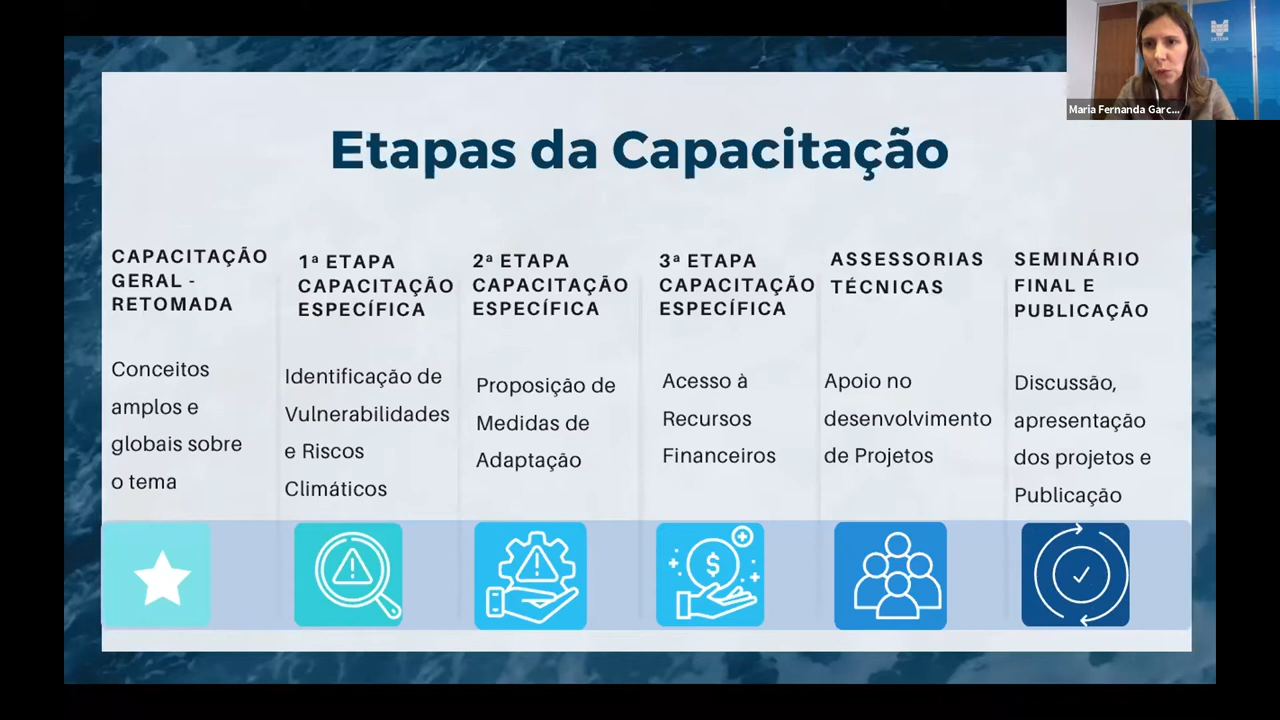 Maria Fernanda Garc...
Etapas da Capacitação
CAPACITAÇÃO
GERAL -
RETOMADA
Conceitos
amplos e
globais sobre
o tema
1ª ETAPA
CAPACITAÇÃO
ESPECÍFICA
Identificação de
Vulnerabilidades
e Riscos
Climáticos
2ª ETAPA
CAPACITAÇÃO
ESPECÍFICA
Proposição de
Medidas de
Adaptação
3ª ETAPA
CAPACITAÇÃO
ESPECÍFICA
Acesso à
Recursos
Financeiros
ASSESSORIAS
TÉCNICAS
Apoio no
desenvolvimento
de Projetos
SEMINÁRIO
FINAL E
PUBLICAÇÃO
Discussão,
apresentação
dos projetos e
Publicação
$